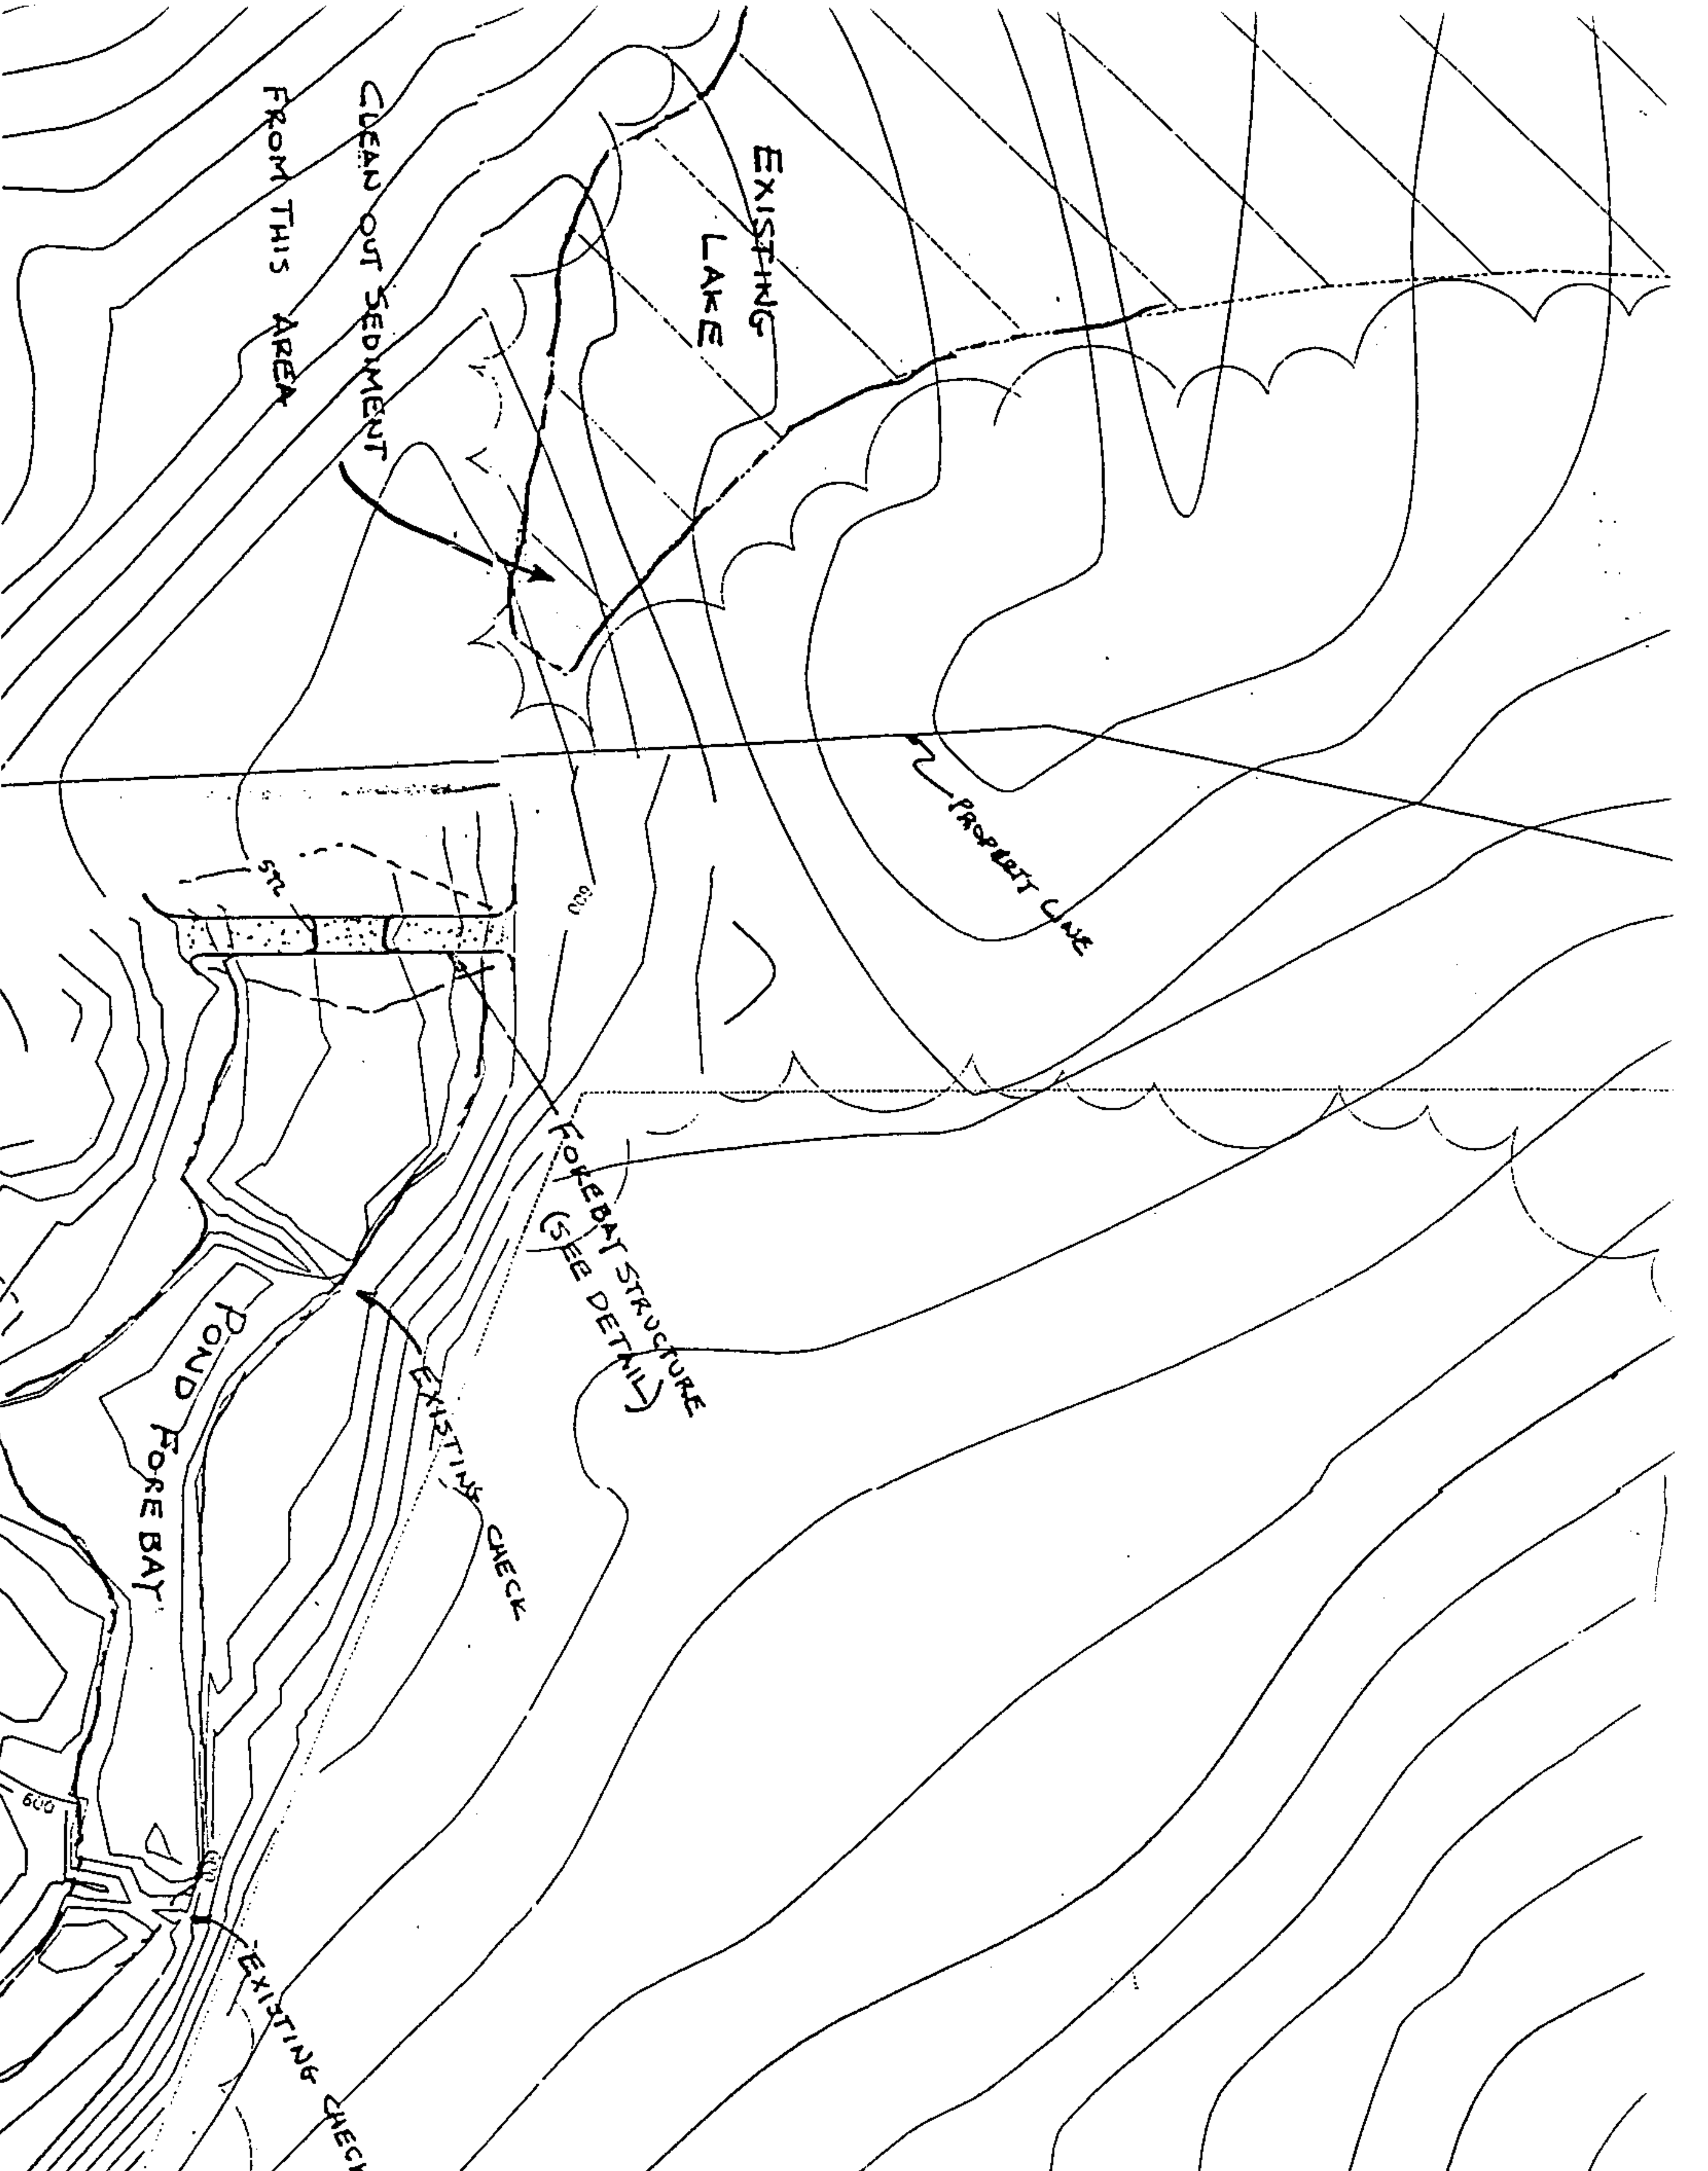 EXISTING
LAKE
CLEAN OUT SEDIMENT
FROM THIS AREA
PROPERTY LINE
600
FOREBAY STRUCTURE
(SEE DETAIL)
EXISTING CHECK
POND FOREBAY
600
EXISTING CHECK